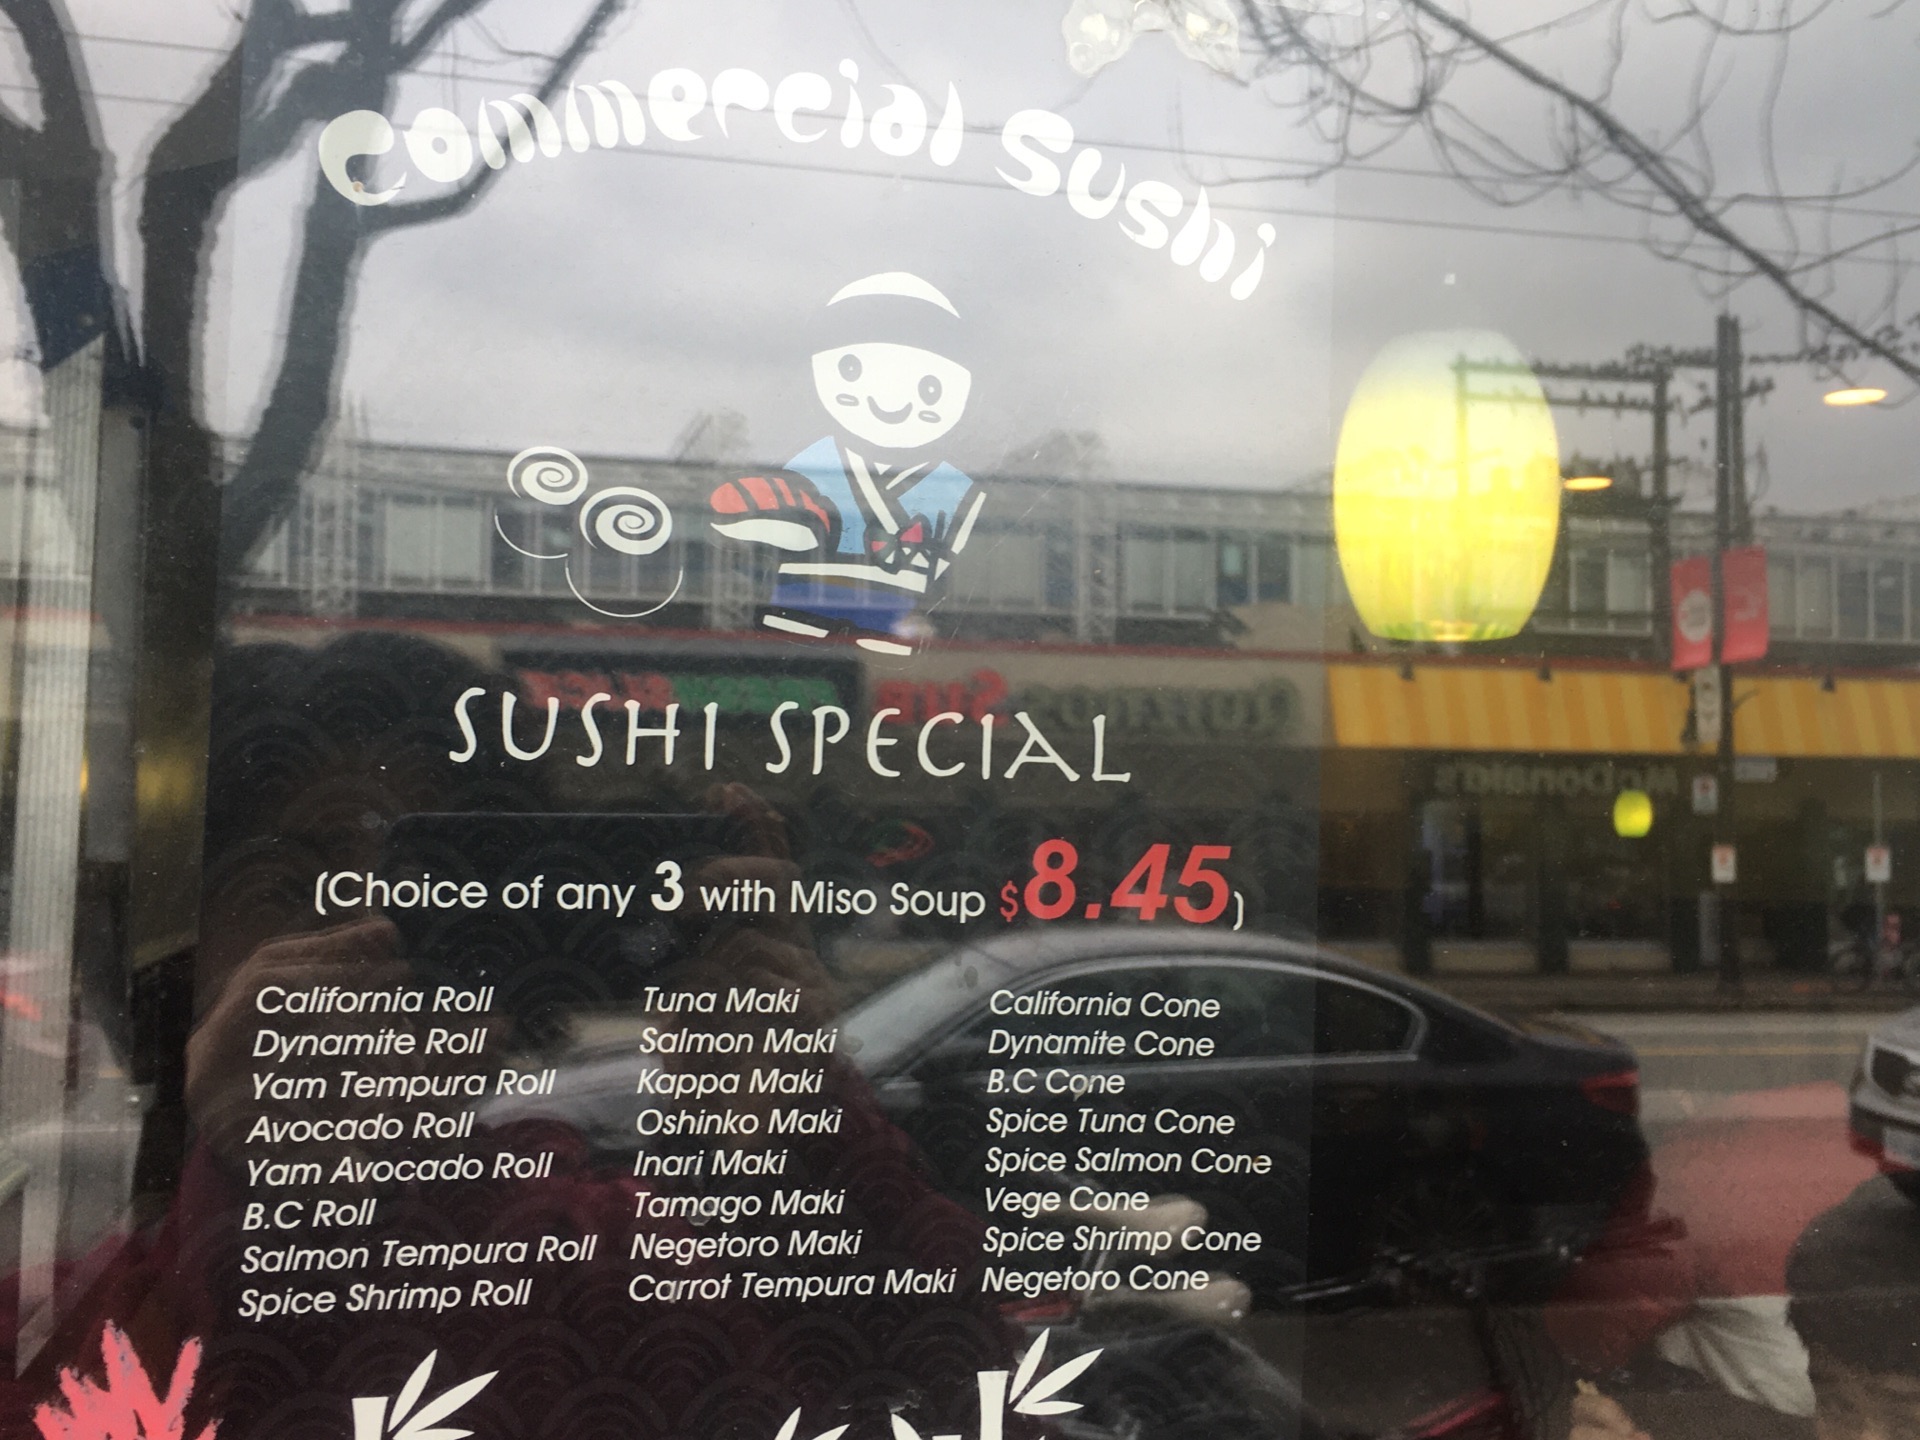 Commercial Sushi
SUSHI SPECIAL
(Choice of any 3 with Miso Soup $8.45)
California Roll
Dynamite Roll
Yam Tempura Roll
Avocado Roll
Yam Avocado Roll
B.C Roll
Salmon Tempura Roll
Spice Shrimp Roll
Tuna Maki
Salmon Maki
Kappa Maki
Oshinko Maki
Inari Maki
Tamago Maki
Negetoro Maki
Carrot Tempura Maki
California Cone
Dynamite Cone
B.C Cone
Spice Tuna Cone
Spice Salmon Cone
Vege Cone
Spice Shrimp Cone
Negetoro Cone
Quiznos Sub
McDonald's